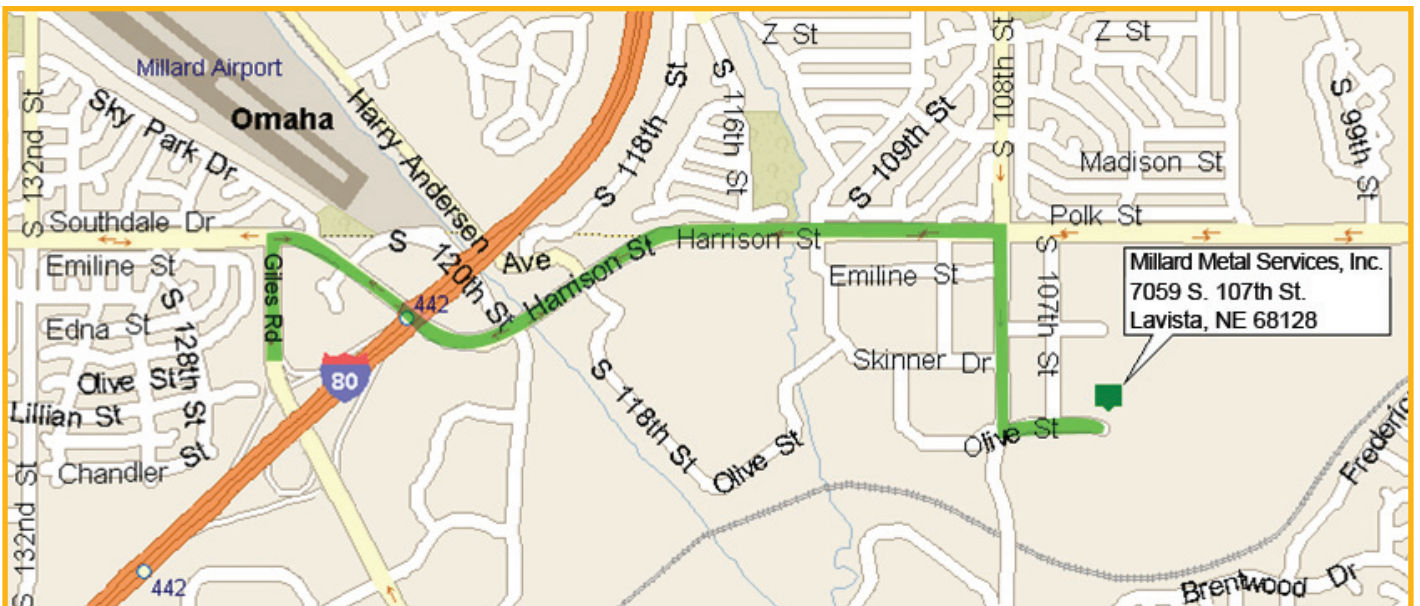 Z St
Z St
Millard Airport
Omaha
S 132nd St
Sky Park Dr
Harry Andersen
Ave
S 118th St
S 116th St
S 109th St
S 108th St
S 99th St
Madison St
Southdale Dr
Polk St
Harrison St
Harrison St
Emiline St
Emiline St
S 120th St
Giles Rd
S 128th St
Edna St
442
Millard Metal Services, Inc.
7059 S. 107th St.
Lavista, NE 68128
S 107th St
Skinner Dr
80
Olive St
Lillian St
S 118th St
Olive St
Olive St
Chandler St
S 132nd St
442
Brentwood Dr